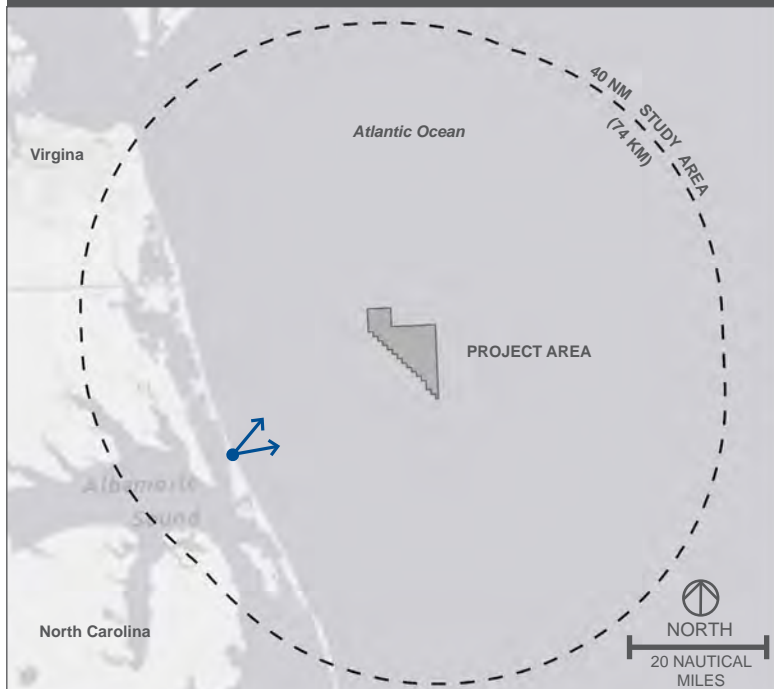 40 NM STUDY AREA
(74 KM)
Atlantic Ocean
Virgina
PROJECT AREA
Albemarle
Sound
North Carolina
NORTH
20 NAUTICAL
MILES